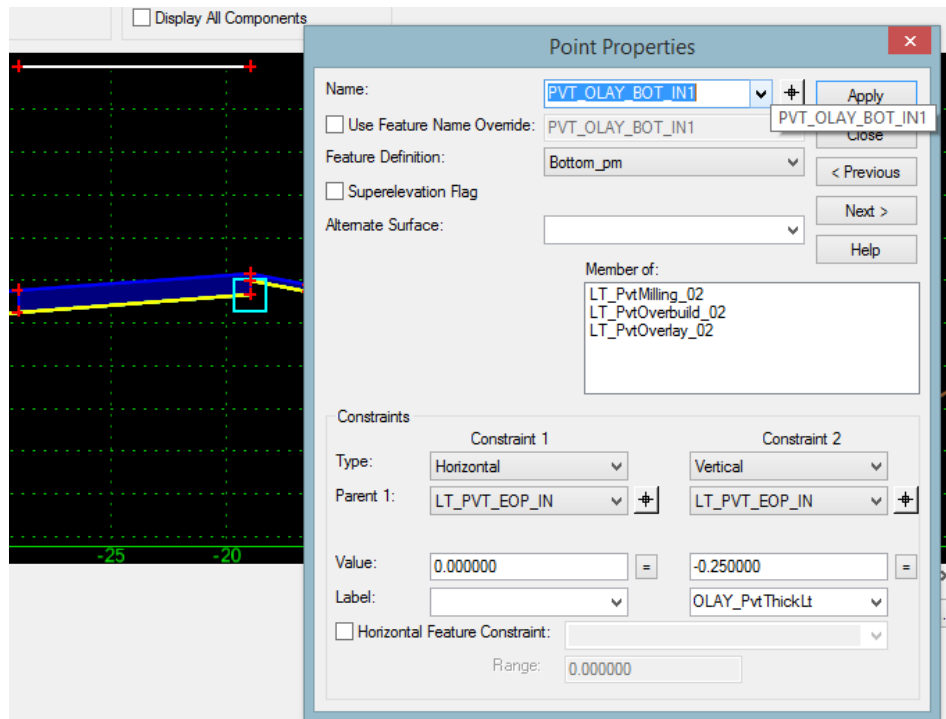 Display All Components
Point Properties
Name:
PVT_OLAY_BOT_IN1
Apply
PVT_OLAY_BOT_IN1
Use Feature Name Override:
PVT_OLAY_BOT_IN1
Close
Feature Definition:
Bottom_pm
< Previous
Superelevation Flag
Next >
Alternate Surface:
Help
Member of:
LT_PvtMilling_02
LT_PvtOverbuild_02
LT_PvtOverlay_02
Constraints
Constraint 1
Constraint 2
Type:
Horizontal
Vertical
Parent 1:
LT_PVT_EOP_IN
LT_PVT_EOP_IN
-25
-20
Value:
0.000000
=
-0.250000
=
Label:
OLAY_PvtThickLt
Horizontal Feature Constraint:
Range:
0.000000